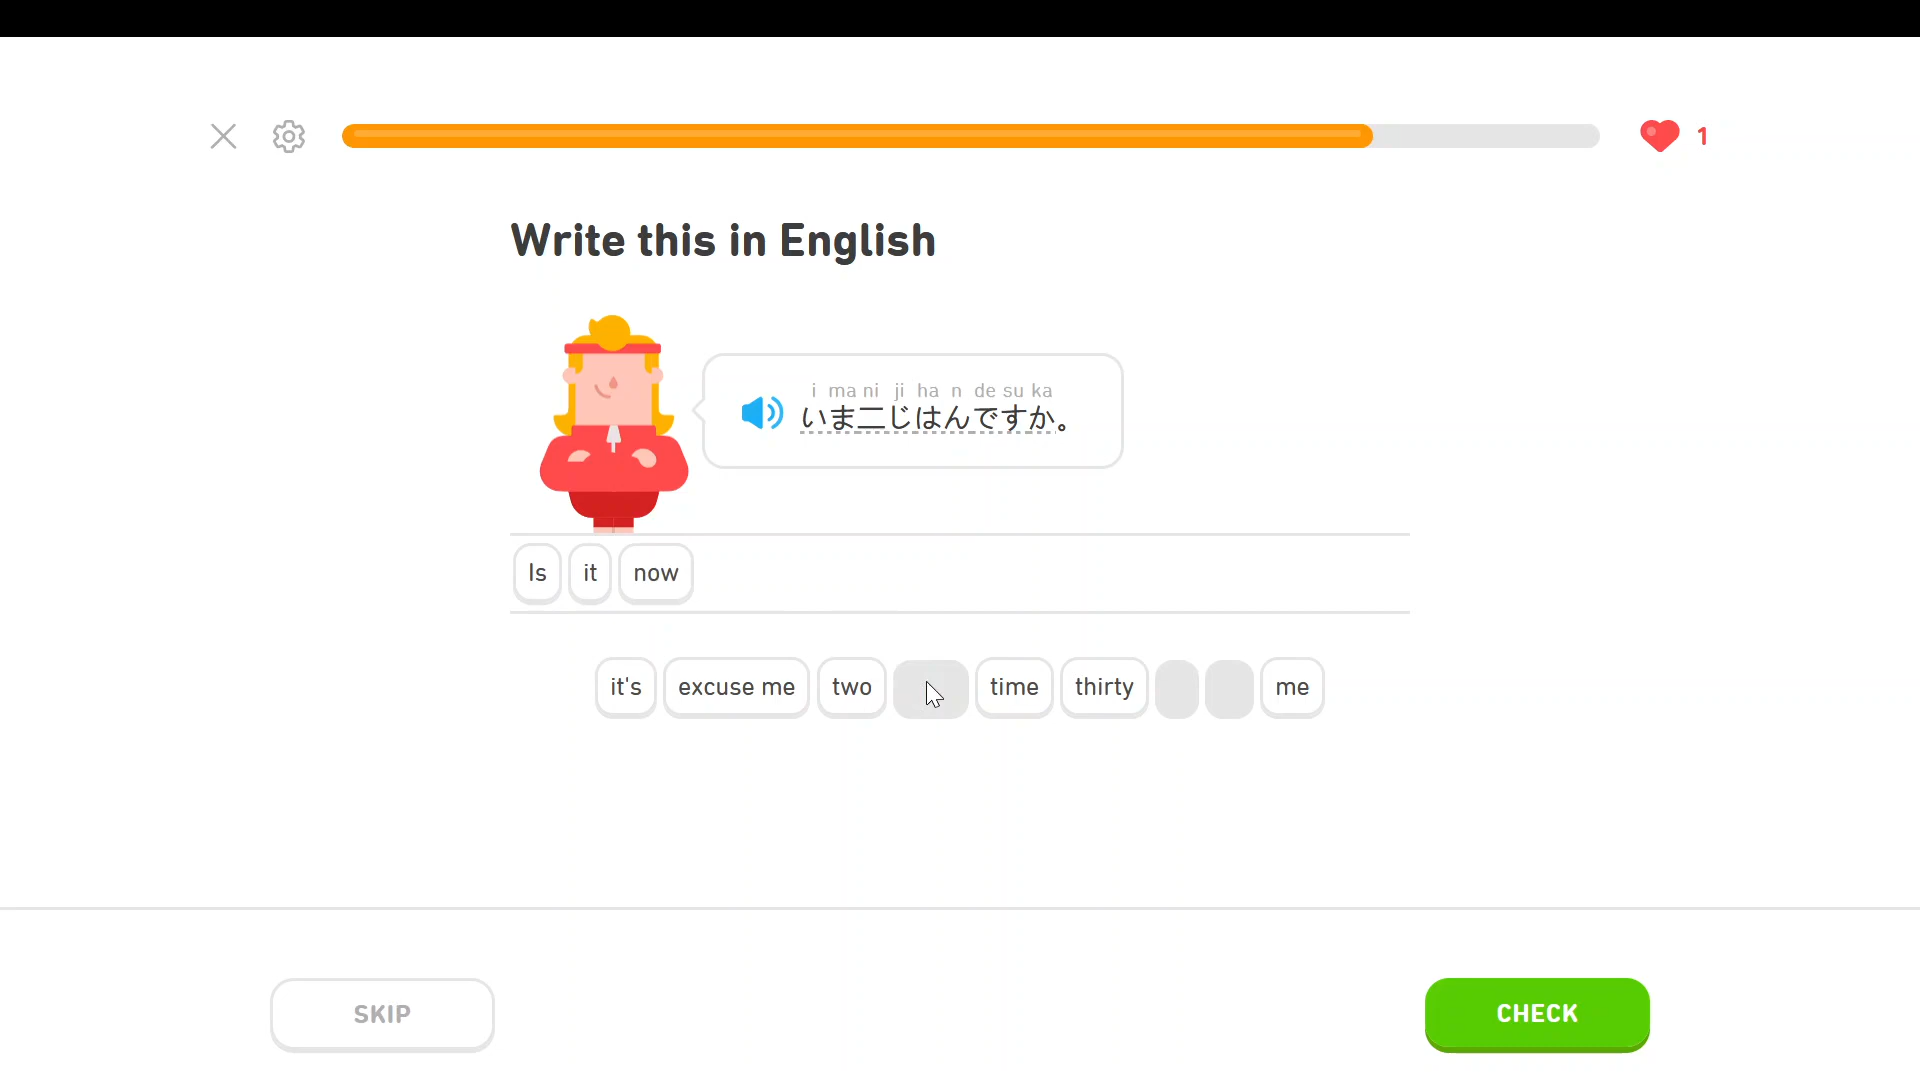 1
Write this in English
i ma ni ji ha n de su ka
いま二じはんですか。
Is it now
it's excuse me two time thirty me
SKIP CHECK